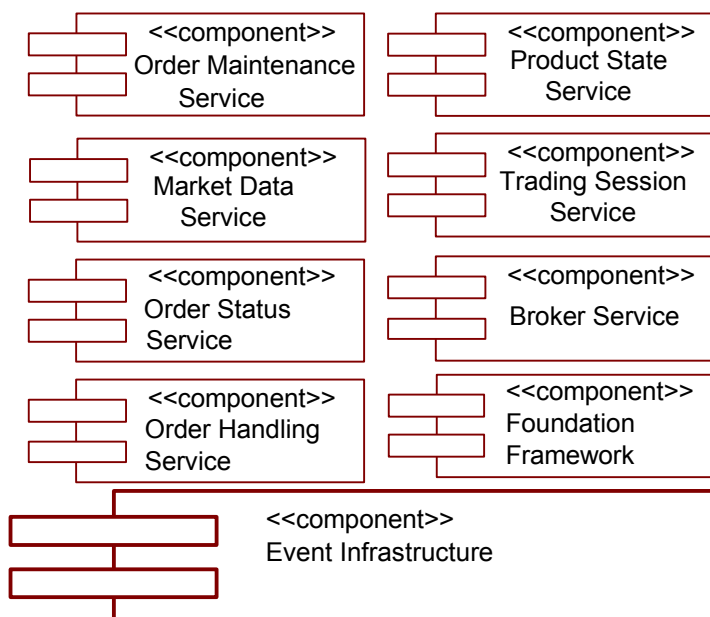 <<component>>
Order Maintenance
Service
<<component>>
Product State
Service
<<component>>
Market Data
Service
<<component>>
Trading Session
Service
<<component>>
Order Status
Service
<<component>>
Broker Service
<<component>>
Order Handling
Service
<<component>>
Foundation
Framework
<<component>>
Event Infrastructure